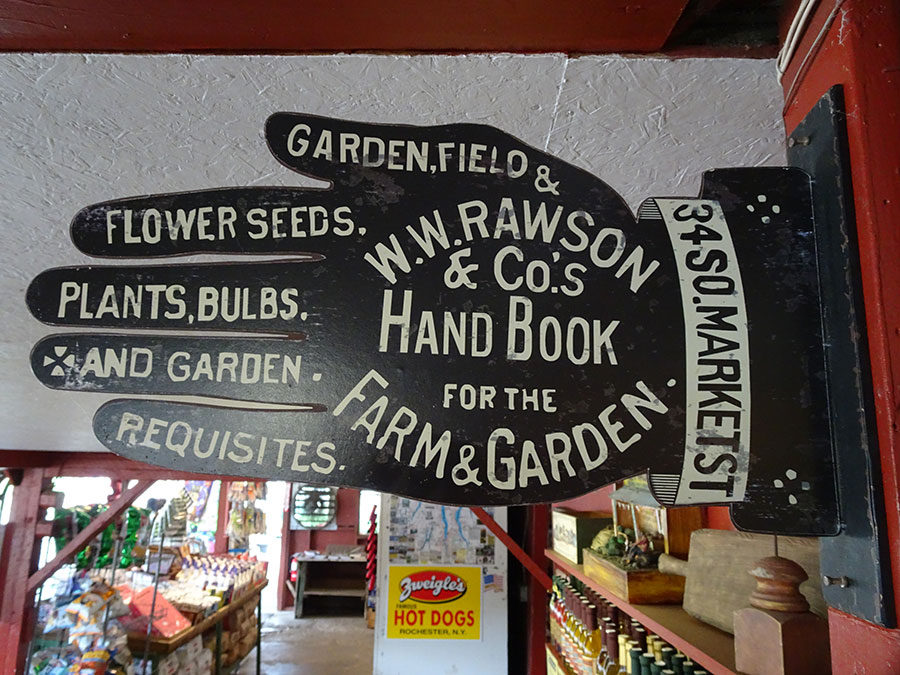 GARDEN, FIELD &
FLOWER SEEDS.
PLANTS, BULBS.
AND GARDEN.
REQUISITES.
W.W. RAWSON
& Co.'s
HAND BOOK
FOR THE
FARM & GARDEN.
34 SO. MARKET ST
Zweigle's
FAMOUS
HOT DOGS
ROCHESTER, N.Y.